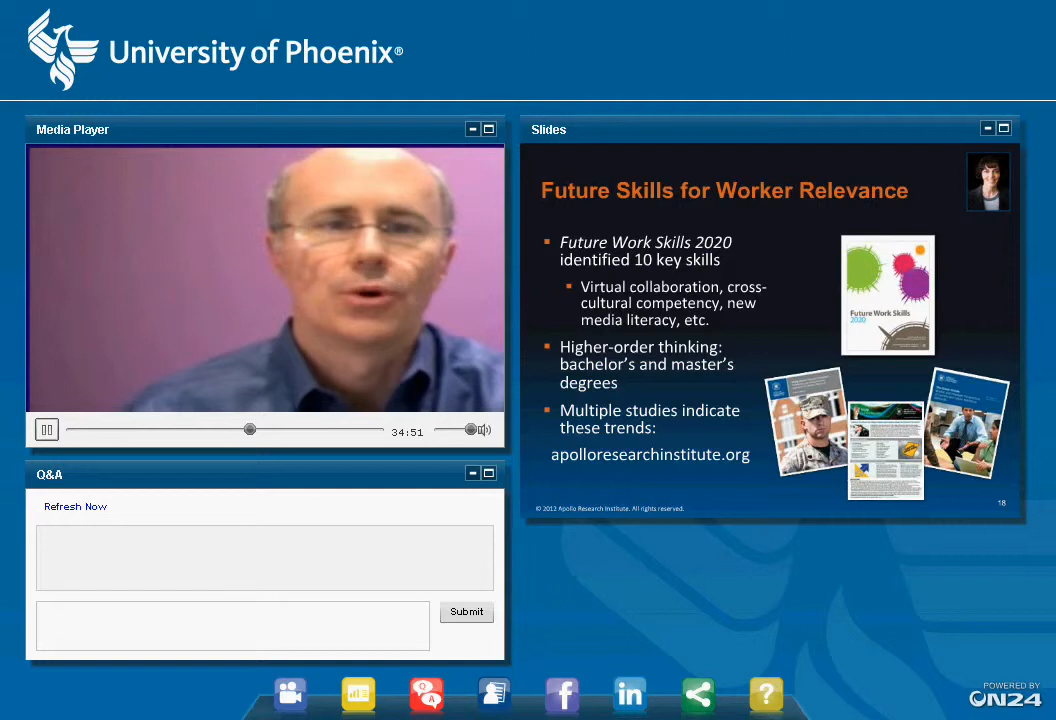 University of Phoenix®
Media Player
Slides
Future Skills for Worker Relevance
Future Work Skills 2020
identified 10 key skills
Virtual collaboration, cross-
cultural competency, new
media literacy, etc.
Higher-order thinking:
bachelor's and master's
degrees
Multiple studies indicate
these trends:
apolloresearchinstitute.org
Future Work Skills
2020
© 2012 Apollo Research Institute. All rights reserved.
18
34:51
Q&A
Refresh Now
Submit
Q
A
f
in
?
POWERED BY
ON24